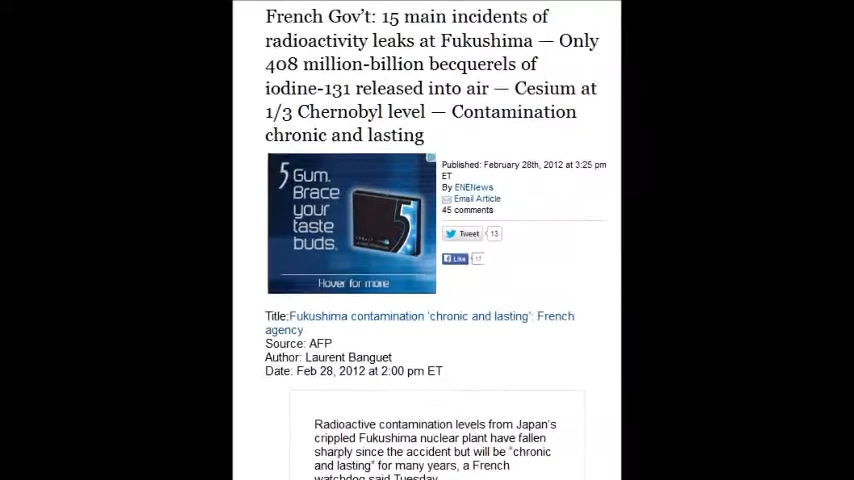 French Gov't: 15 main incidents of
radioactivity leaks at Fukushima — Only
408 million-billion becquerels of
iodine-131 released into air — Cesium at
1/3 Chernobyl level — Contamination
chronic and lasting
5 Gum.
Brace
your
taste
buds.
5
Hover for more
Published: February 28th, 2012 at 3:25 pm
ET
By ENENews
Email Article
45 comments
Tweet 13
Like
Title:Fukushima contamination 'chronic and lasting': French
agency
Source: AFP
Author: Laurent Banguet
Date: Feb 28, 2012 at 2:00 pm ET
Radioactive contamination levels from Japan's
crippled Fukushima nuclear plant have fallen
sharply since the accident but will be "chronic
and lasting" for many years, a French
watchdog said Tuesday.